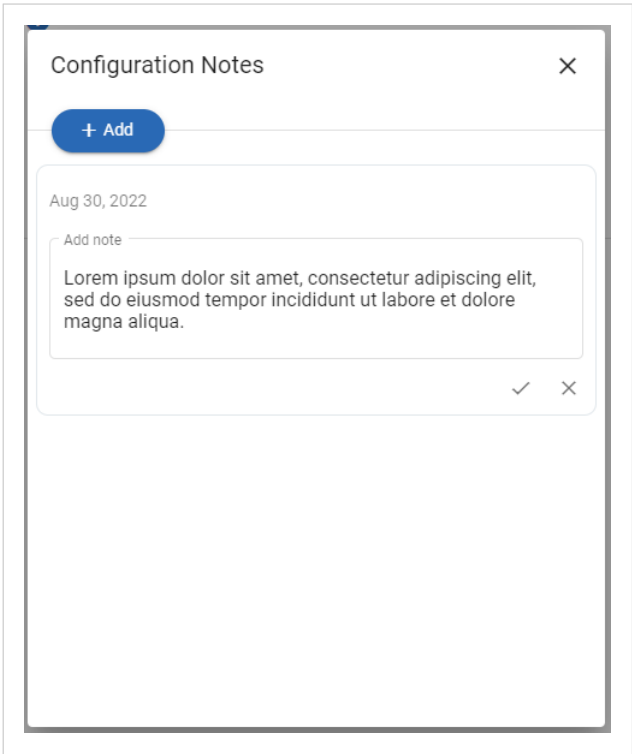 Configuration Notes
+ Add
Aug 30, 2022
Add note
Lorem ipsum dolor sit amet, consectetur adipiscing elit,
sed do eiusmod tempor incididunt ut labore et dolore
magna aliqua.